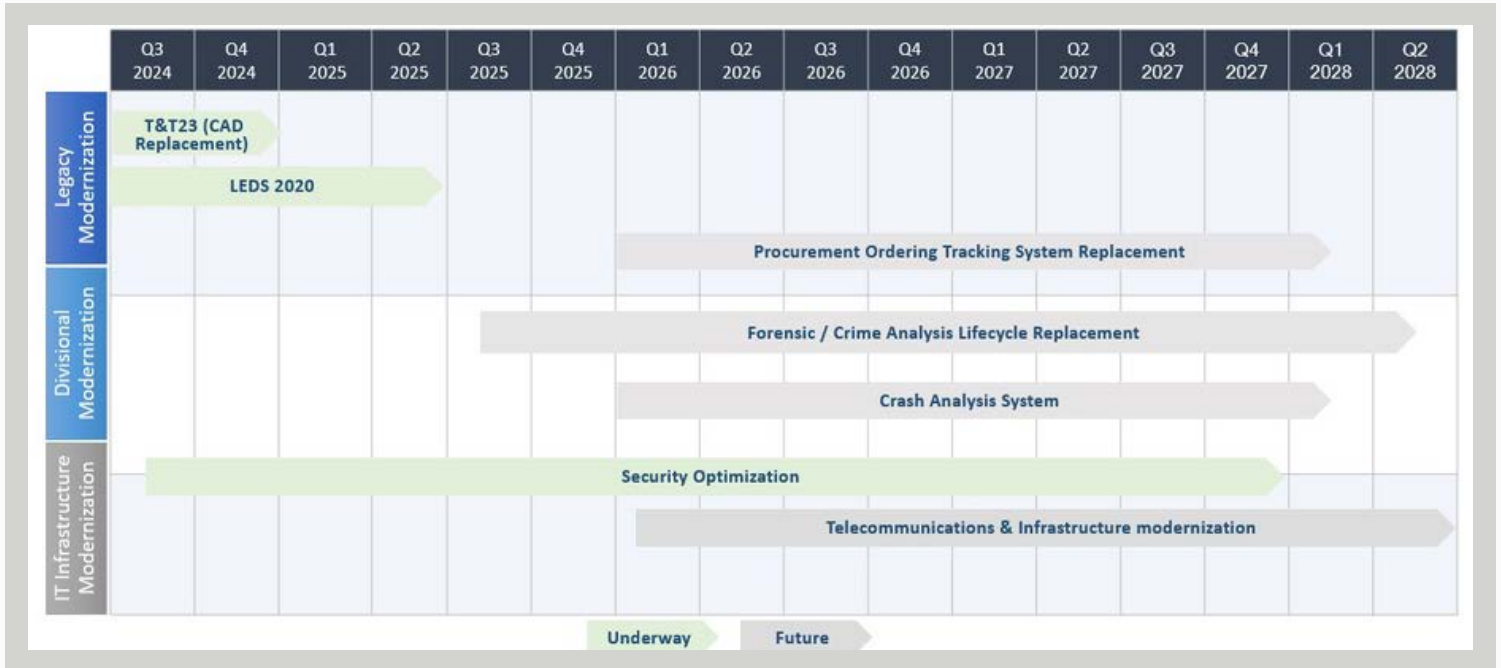 Q3 Q4 Q1 Q2 Q3 Q4 Q1 Q2 Q3 Q4 Q1 Q2 Q3 Q4 Q1 Q2
2024 2024 2025 2025 2025 2025 2026 2026 2026 2026 2027 2027 2027 2027 2028 2028
Legacy
Modernization
T&T23 (CAD
Replacement)
LEDS 2020
Procurement Ordering Tracking System Replacement
Divisional
Modernization
Forensic / Crime Analysis Lifecycle Replacement
Crash Analysis System
IT Infrastructure
Modernization
Security Optimization
Telecommunications & Infrastructure modernization
Underway Future